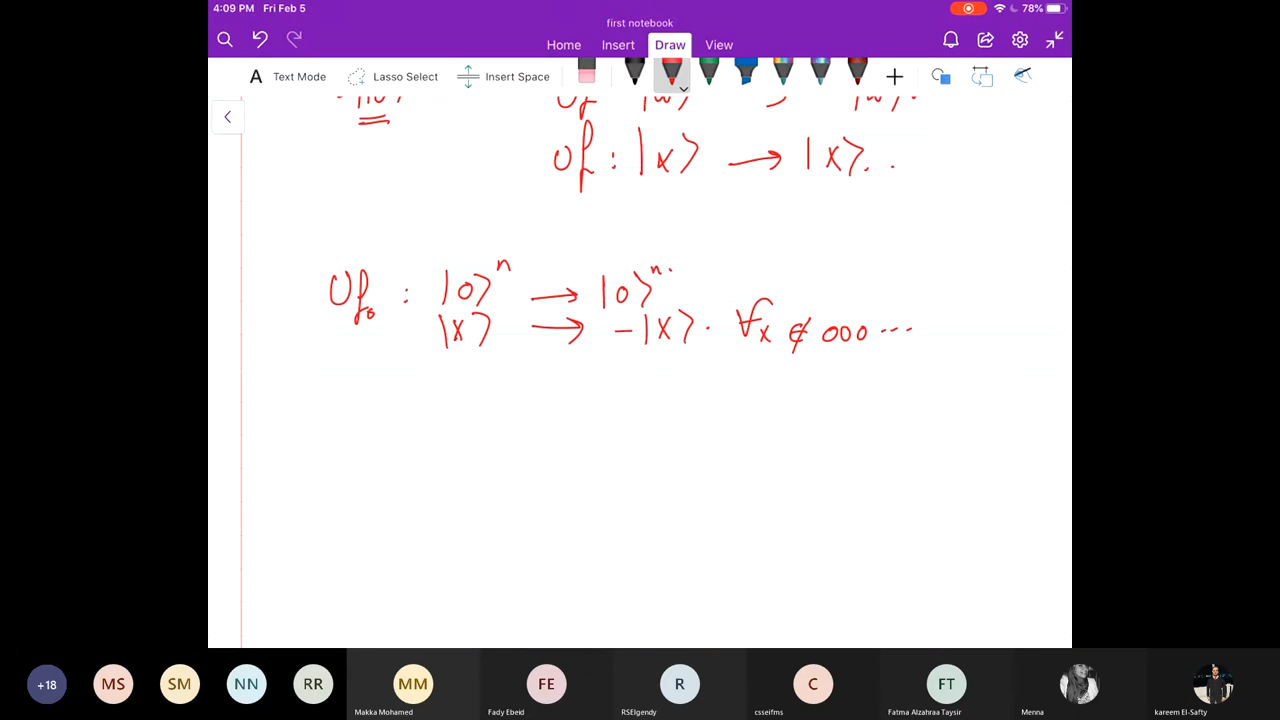 4:09 PM Fri Feb 5
78%
first notebook
Home Insert Draw View
A Text Mode Lasso Select Insert Space
Uf : |x⟩ → |x⟩ . .
Uf₀ : |0⟩ⁿ → |0⟩ⁿ.
|x⟩ → -|x⟩ . ∀x ∉ 000 ...
+18 MS SM NN RR MM FE R C FT
Makka Mohamed Fady Ebeid RSElgendy csseifms Fatma Alzahraa Taysir Menna kareem El-Safty